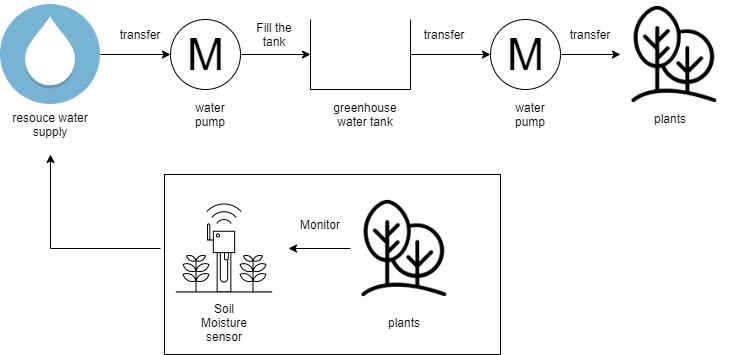 transfer
M
Fill the
tank
transfer
M
transfer
resouce water
supply
water
pump
greenhouse
water tank
water
pump
plants
Monitor
Soil
Moisture
sensor
plants